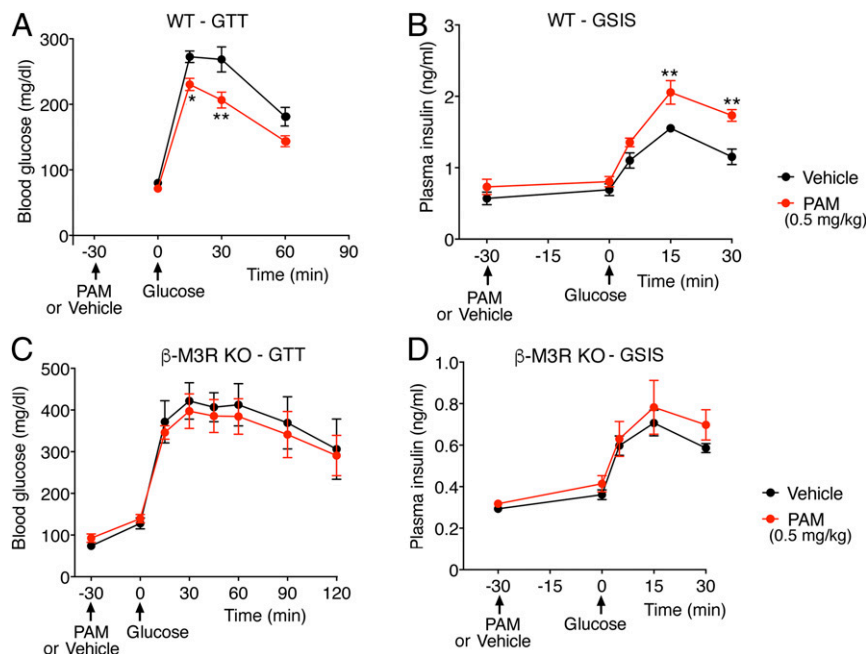 A
WT - GTT
300
200
100
0
Blood glucose (mg/dl)
*
**
-30 0 30 60 90
Time (min)
PAM
or Vehicle
Glucose
B
WT - GSIS
3
2
1
0
Plasma insulin (ng/ml)
**
**
-30 -15 0 15 30
Time (min)
PAM
or Vehicle
Glucose
Vehicle
PAM
(0.5 mg/kg)
C
β-M3R KO - GTT
500
400
300
200
100
0
Blood glucose (mg/dl)
-30 0 30 60 90 120
Time (min)
PAM
or Vehicle
Glucose
D
β-M3R KO - GSIS
1.0
0.8
0.6
0.4
0.2
0
Plasma insulin (ng/ml)
-30 -15 0 15 30
Time (min)
PAM
or Vehicle
Glucose
Vehicle
PAM
(0.5 mg/kg)